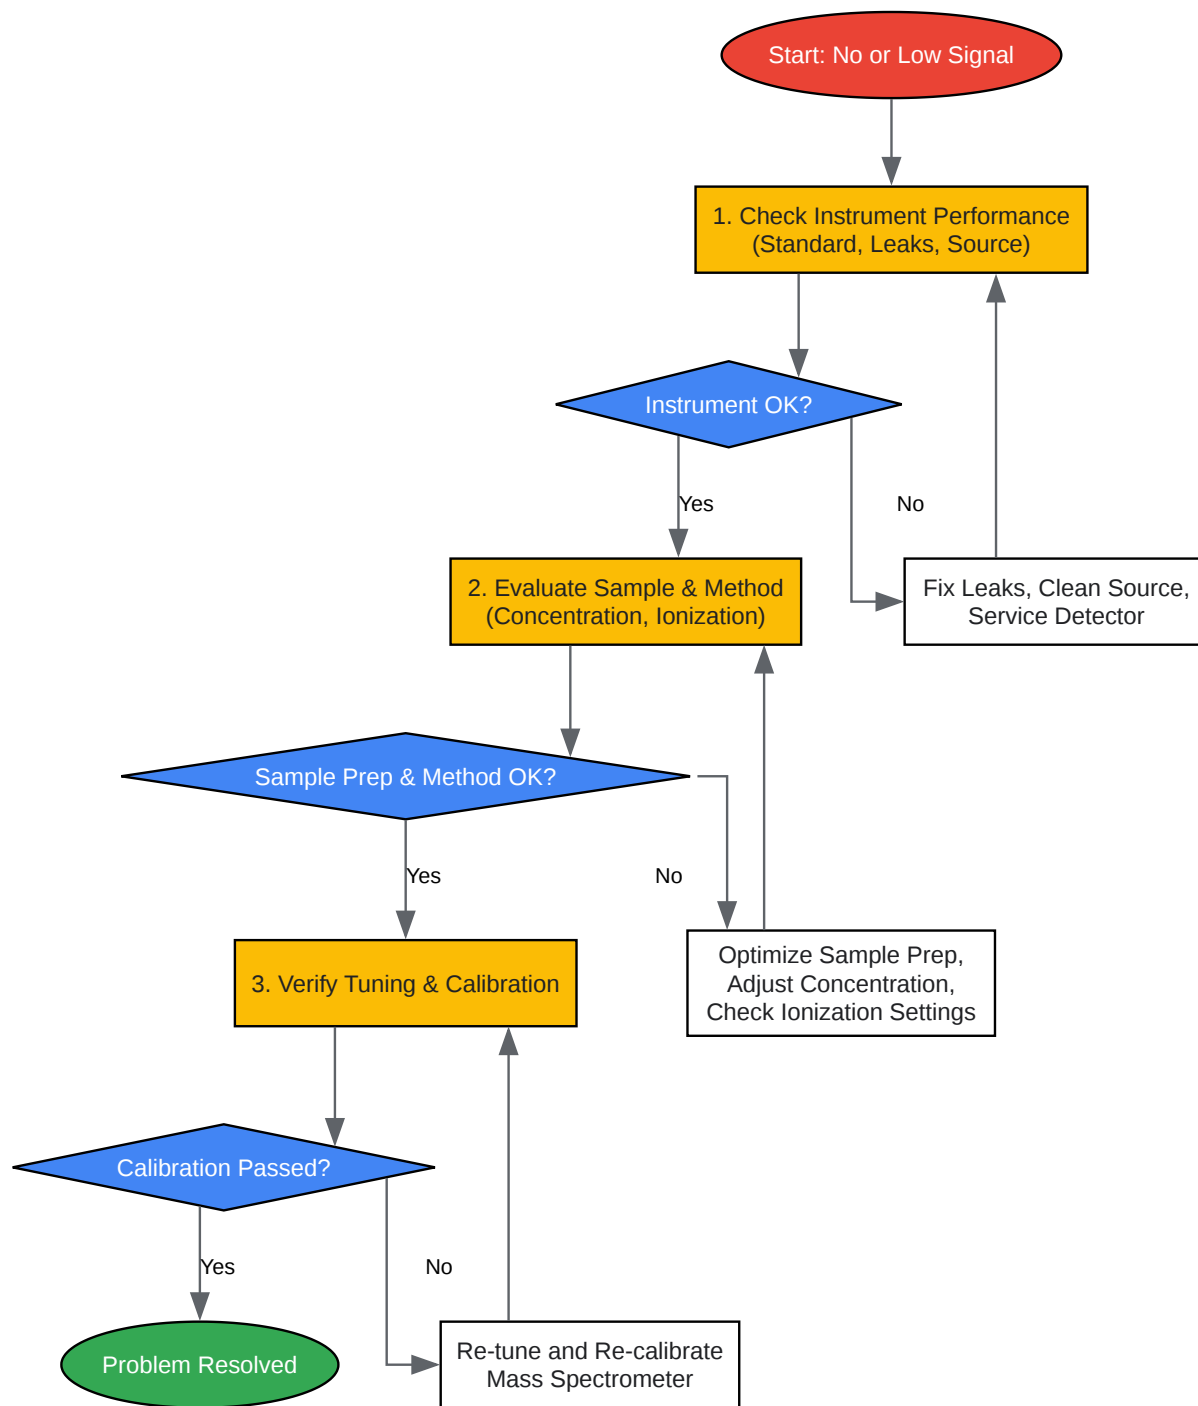 Start: No or Low Signal
1. Check Instrument Performance
(Standard, Leaks, Source)
Instrument OK?
Yes
No
2. Evaluate Sample & Method
(Concentration, Ionization)
Fix Leaks, Clean Source,
Service Detector
Sample Prep & Method OK?
Yes
No
3. Verify Tuning & Calibration
Optimize Sample Prep,
Adjust Concentration,
Check Ionization Settings
Calibration Passed?
Yes
No
Problem Resolved
Re-tune and Re-calibrate
Mass Spectrometer